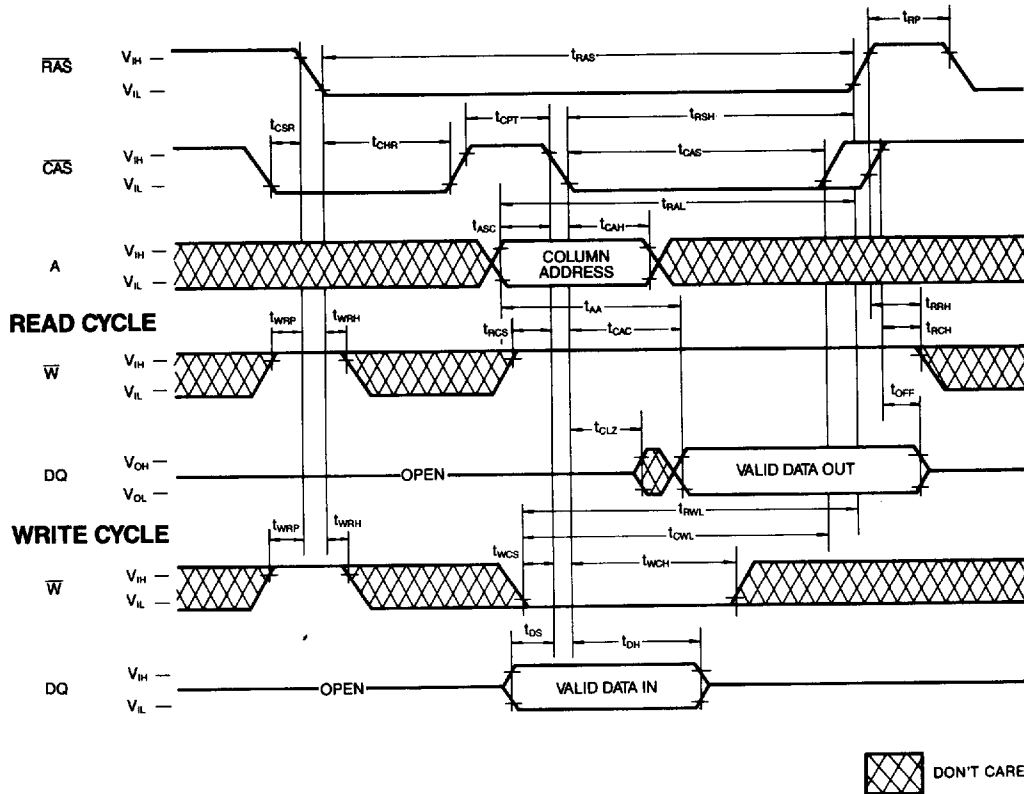 tRP
RAS
VIH
VIL
tRAS
tCSR
tCHR
tCPT
tRSH
CAS
VIH
VIL
tCAS
tRAL
tASC
tCAH
A
VIH
VIL
COLUMN
ADDRESS
tAA
tRRH
READ CYCLE
tWRP
tWRH
tRCS
tCAC
tRCH
W
VIH
VIL
tOFF
tCLZ
DQ
VOH
VOL
OPEN
VALID DATA OUT
tRWL
WRITE CYCLE
tWRP
tWRH
tCWL
tWCS
tWCH
W
VIH
VIL
tDS
tDH
DQ
VIH
VIL
OPEN
VALID DATA IN
DON'T CARE